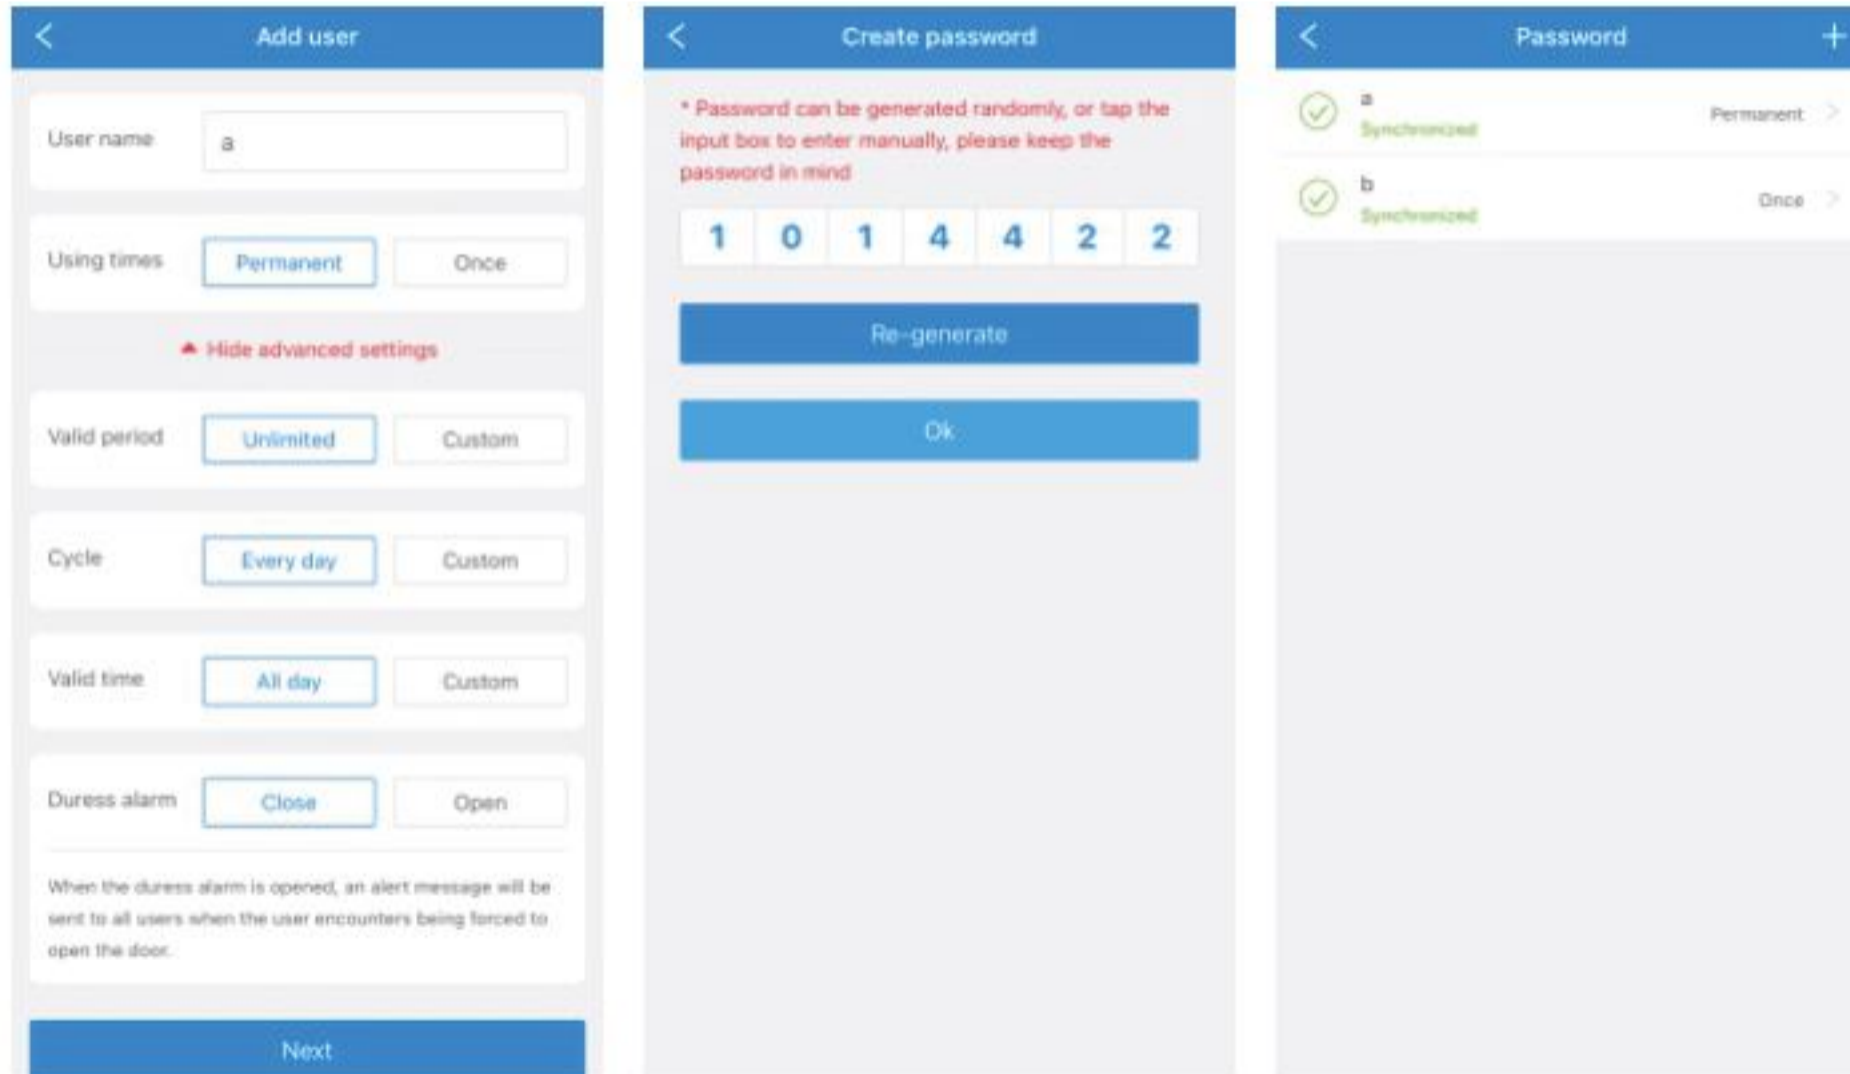 Add user
User name
a
Using times
Permanent
Once
Hide advanced settings
Valid period
Unlimited
Custom
Cycle
Every day
Custom
Valid time
All day
Custom
Duress alarm
Close
Open
When the duress alarm is opened, an alert message will be
sent to all users when the user encounters being forced to
open the door.
Next
Create password
* Password can be generated randomly, or tap the
input box to enter manually, please keep the
password in mind
1 0 1 4 4 2 2
Re-generate
Ok
Password
a
Permanent
Synchronized
b
Once
Synchronized